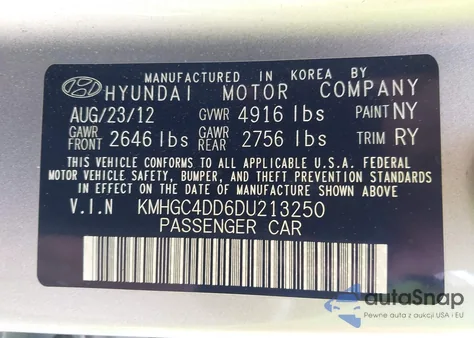 MANUFACTURED IN KOREA BY
HYUNDAI MOTOR COMPANY
AUG/23/12 GVWR 4916 lbs PAINT NY
GAWR FRONT 2646 lbs GAWR REAR 2756 lbs TRIM RY
THIS VEHICLE CONFORMS TO ALL APPLICABLE U.S.A. FEDERAL
MOTOR VEHICLE SAFETY, BUMPER, AND THEFT PREVENTION STANDARDS
IN EFFECT ON THE DATE OF MANUFACTURE SHOWN ABOVE.
V.I.N KMHGC4DD6DU213250
PASSENGER CAR
autaSnap
Pewne auta z aukcji USA i EU